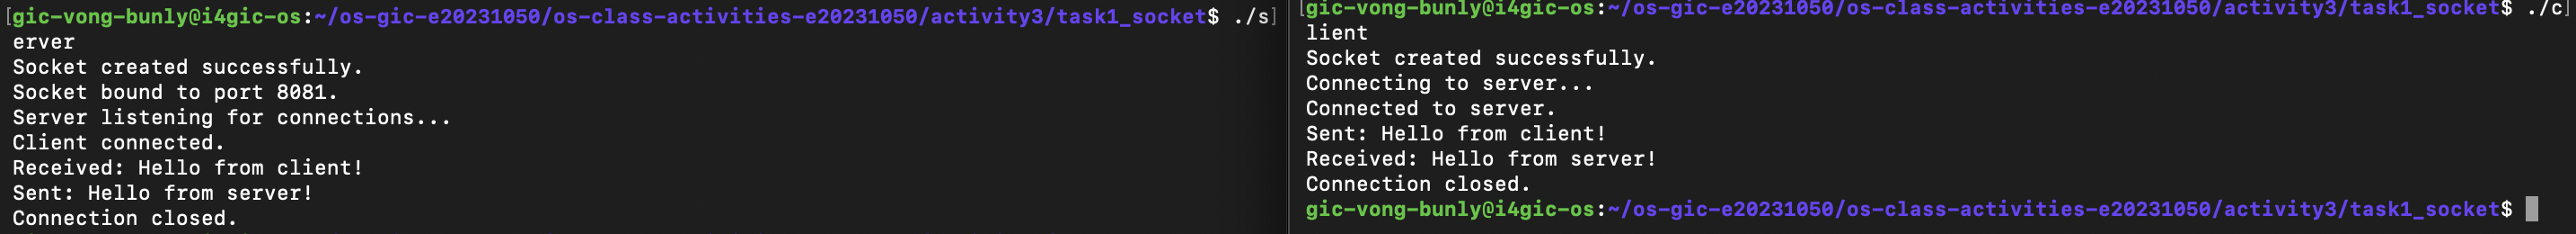 [gic-vong-bunly@i4gic-os:~/os-gic-e20231050/os-class-activities-e20231050/activity3/task1_socket$ ./s]
erver
Socket created successfully.
Socket bound to port 8081.
Server listening for connections...
Client connected.
Received: Hello from client!
Sent: Hello from server!
Connection closed.
[gic-vong-bunly@i4gic-os:~/os-gic-e20231050/os-class-activities-e20231050/activity3/task1_socket$ ./c]
lient
Socket created successfully.
Connecting to server...
Connected to server.
Sent: Hello from client!
Received: Hello from server!
Connection closed.
gic-vong-bunly@i4gic-os:~/os-gic-e20231050/os-class-activities-e20231050/activity3/task1_socket$